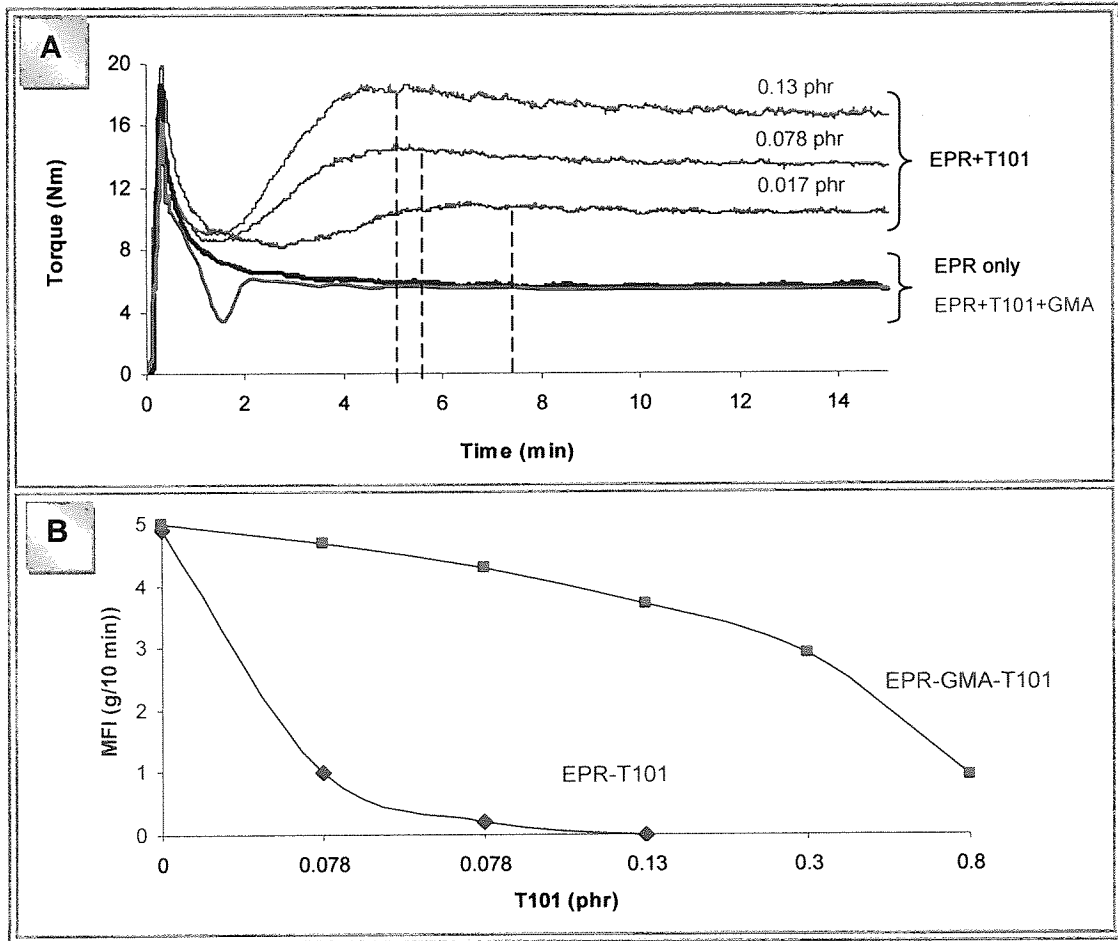 A
20
16
12
8
4
0
Torque (Nm)
0.13 phr
0.078 phr
0.017 phr
EPR+T101
EPR only
EPR+T101+GMA
0 2 4 6 8 10 12 14
Time (min)
B
5
4
3
2
1
0
MFI (g/10 min))
EPR-GMA-T101
EPR-T101
0 0.078 0.078 0.13 0.3 0.8
T101 (phr)